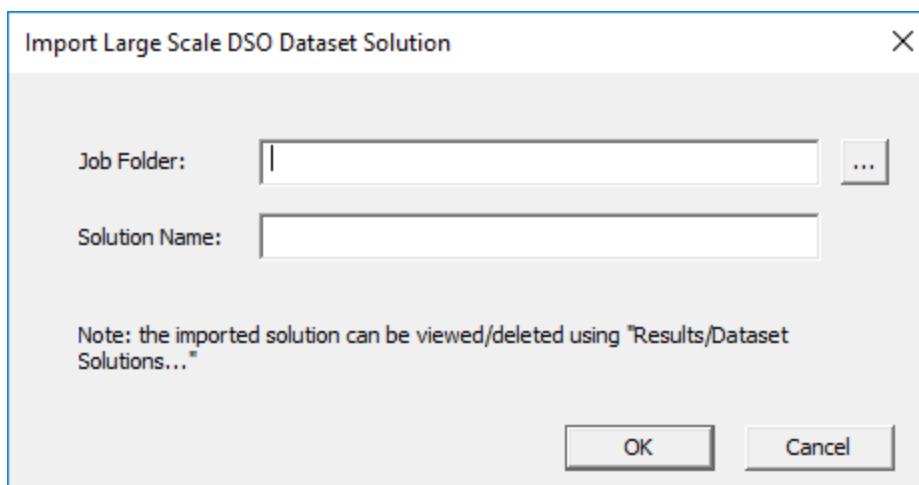 Import Large Scale DSO Dataset Solution
Job Folder:
...
Solution Name:
Note: the imported solution can be viewed/deleted using "Results/Dataset
Solutions..."
OK Cancel